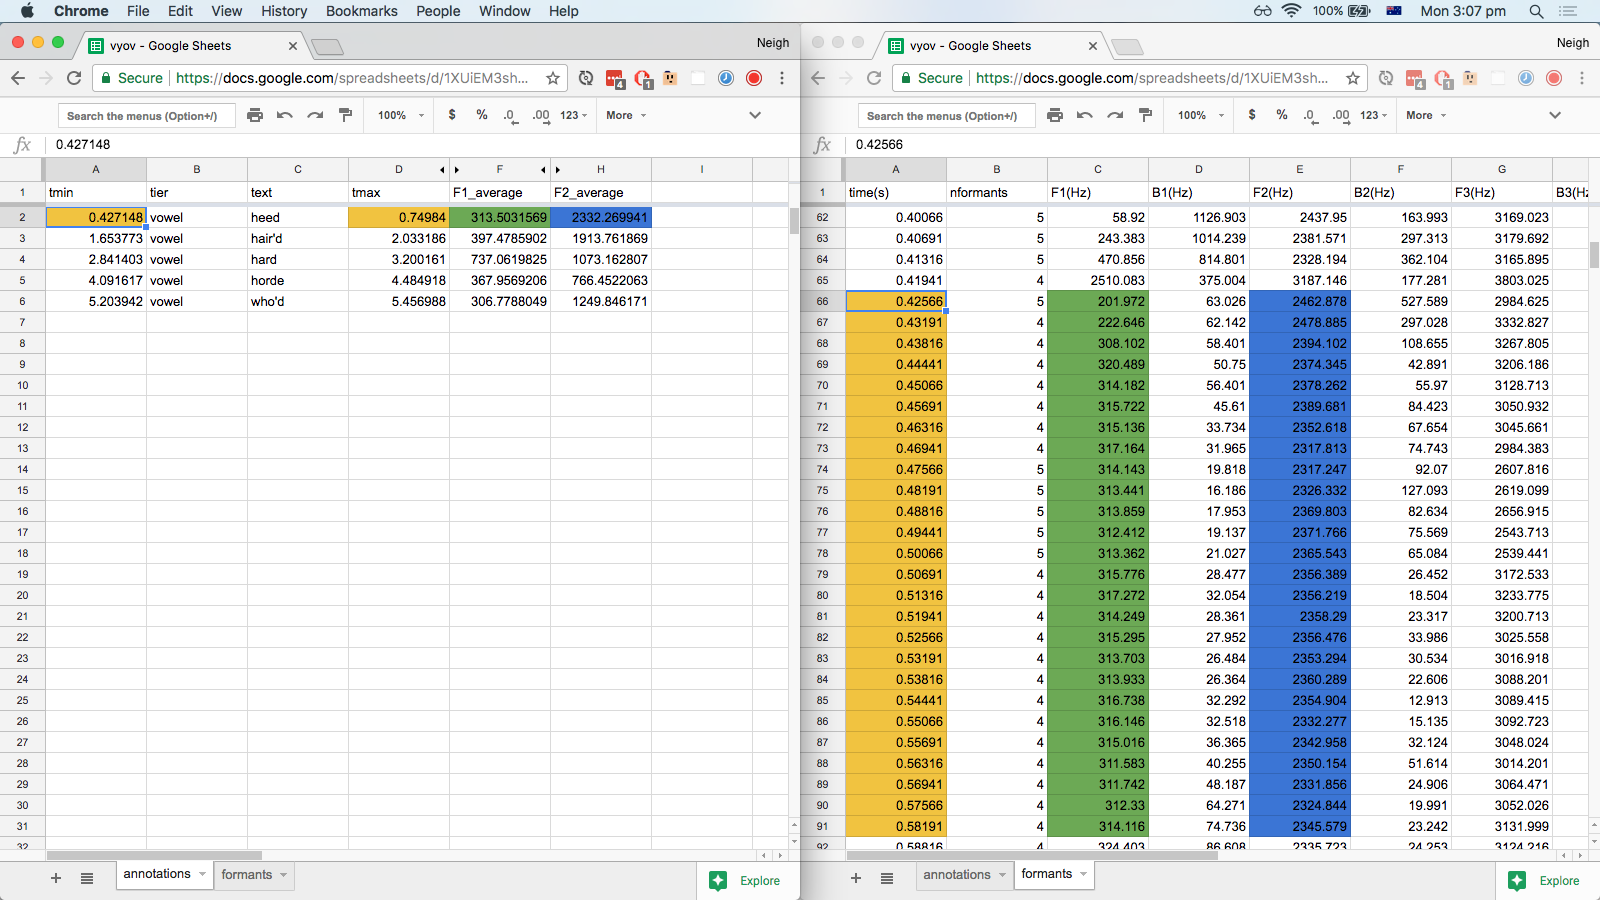 Chrome File Edit View History Bookmarks People Window Help 100% Mon 3:07 pm
vyov - Google Sheets Neigh
Secure https://docs.google.com/spreadsheets/d/1XUiEM3sh... 4 1
Search the menus (Option+/) 100% $ % .0 .00 123 More
fx 0.427148
A B C D F H I
1 tmin tier text tmax F1_average F2_average
2 0.427148 vowel heed 0.74984 313.5031569 2332.269941
3 1.653773 vowel hair'd 2.033186 397.4785902 1913.761869
4 2.841403 vowel hard 3.200161 737.0619825 1073.162807
5 4.091617 vowel horde 4.484918 367.9569206 766.4522063
6 5.203942 vowel who'd 5.456988 306.7788049 1249.846171
7
8
9
10
11
12
13
14
15
16
17
18
19
20
21
22
23
24
25
26
27
28
29
30
31
32
+ annotations formants Explore
vyov - Google Sheets Neigh
Secure https://docs.google.com/spreadsheets/d/1XUiEM3sh... 4 1
Search the menus (Option+/) 100% $ % .0 .00 123 More
fx 0.42566
A B C D E F G
1 time(s) nformants F1(Hz) B1(Hz) F2(Hz) B2(Hz) F3(Hz) B3(Hz
62 0.40066 5 58.92 1126.903 2437.95 163.993 3169.023
63 0.40691 5 243.383 1014.239 2381.571 297.313 3179.692
64 0.41316 5 470.856 814.801 2328.194 362.104 3165.895
65 0.41941 4 2510.083 375.004 3187.146 177.281 3803.025
66 0.42566 5 201.972 63.026 2462.878 527.589 2984.625
67 0.43191 4 222.646 62.142 2478.885 297.028 3332.827
68 0.43816 4 308.102 58.401 2394.102 108.655 3267.805
69 0.44441 4 320.489 50.75 2374.345 42.891 3206.186
70 0.45066 4 314.182 56.401 2378.262 55.97 3128.713
71 0.45691 4 315.722 45.61 2389.681 84.423 3050.932
72 0.46316 4 315.136 33.734 2352.618 67.654 3045.661
73 0.46941 4 317.164 31.965 2317.813 74.743 2984.383
74 0.47566 5 314.143 19.818 2317.247 92.07 2607.816
75 0.48191 5 313.441 16.186 2326.332 127.093 2619.099
76 0.48816 5 313.859 17.953 2369.803 82.634 2656.915
77 0.49441 5 312.412 19.137 2371.766 75.569 2543.713
78 0.50066 5 313.362 21.027 2365.543 65.084 2539.441
79 0.50691 4 315.776 28.477 2356.389 26.452 3172.533
80 0.51316 4 317.272 32.054 2356.219 18.504 3233.775
81 0.51941 4 314.249 28.361 2358.29 23.317 3200.713
82 0.52566 4 315.295 27.952 2356.476 33.986 3025.558
83 0.53191 4 313.703 26.484 2353.294 30.534 3016.918
84 0.53816 4 313.933 26.364 2360.289 22.606 3088.201
85 0.54441 4 316.738 32.292 2354.904 12.913 3089.415
86 0.55066 4 316.146 32.518 2332.277 15.135 3092.723
87 0.55691 4 315.016 36.365 2342.958 32.124 3048.024
88 0.56316 4 311.583 40.255 2350.154 51.614 3014.201
89 0.56941 4 311.742 48.187 2331.856 24.906 3064.471
90 0.57566 4 312.33 64.271 2324.844 19.991 3052.026
91 0.58191 4 314.116 74.736 2345.579 23.242 3131.999
92 0.58816 4 324.403 86.608 2335.723 24.253 3124.216
+ annotations formants Explore